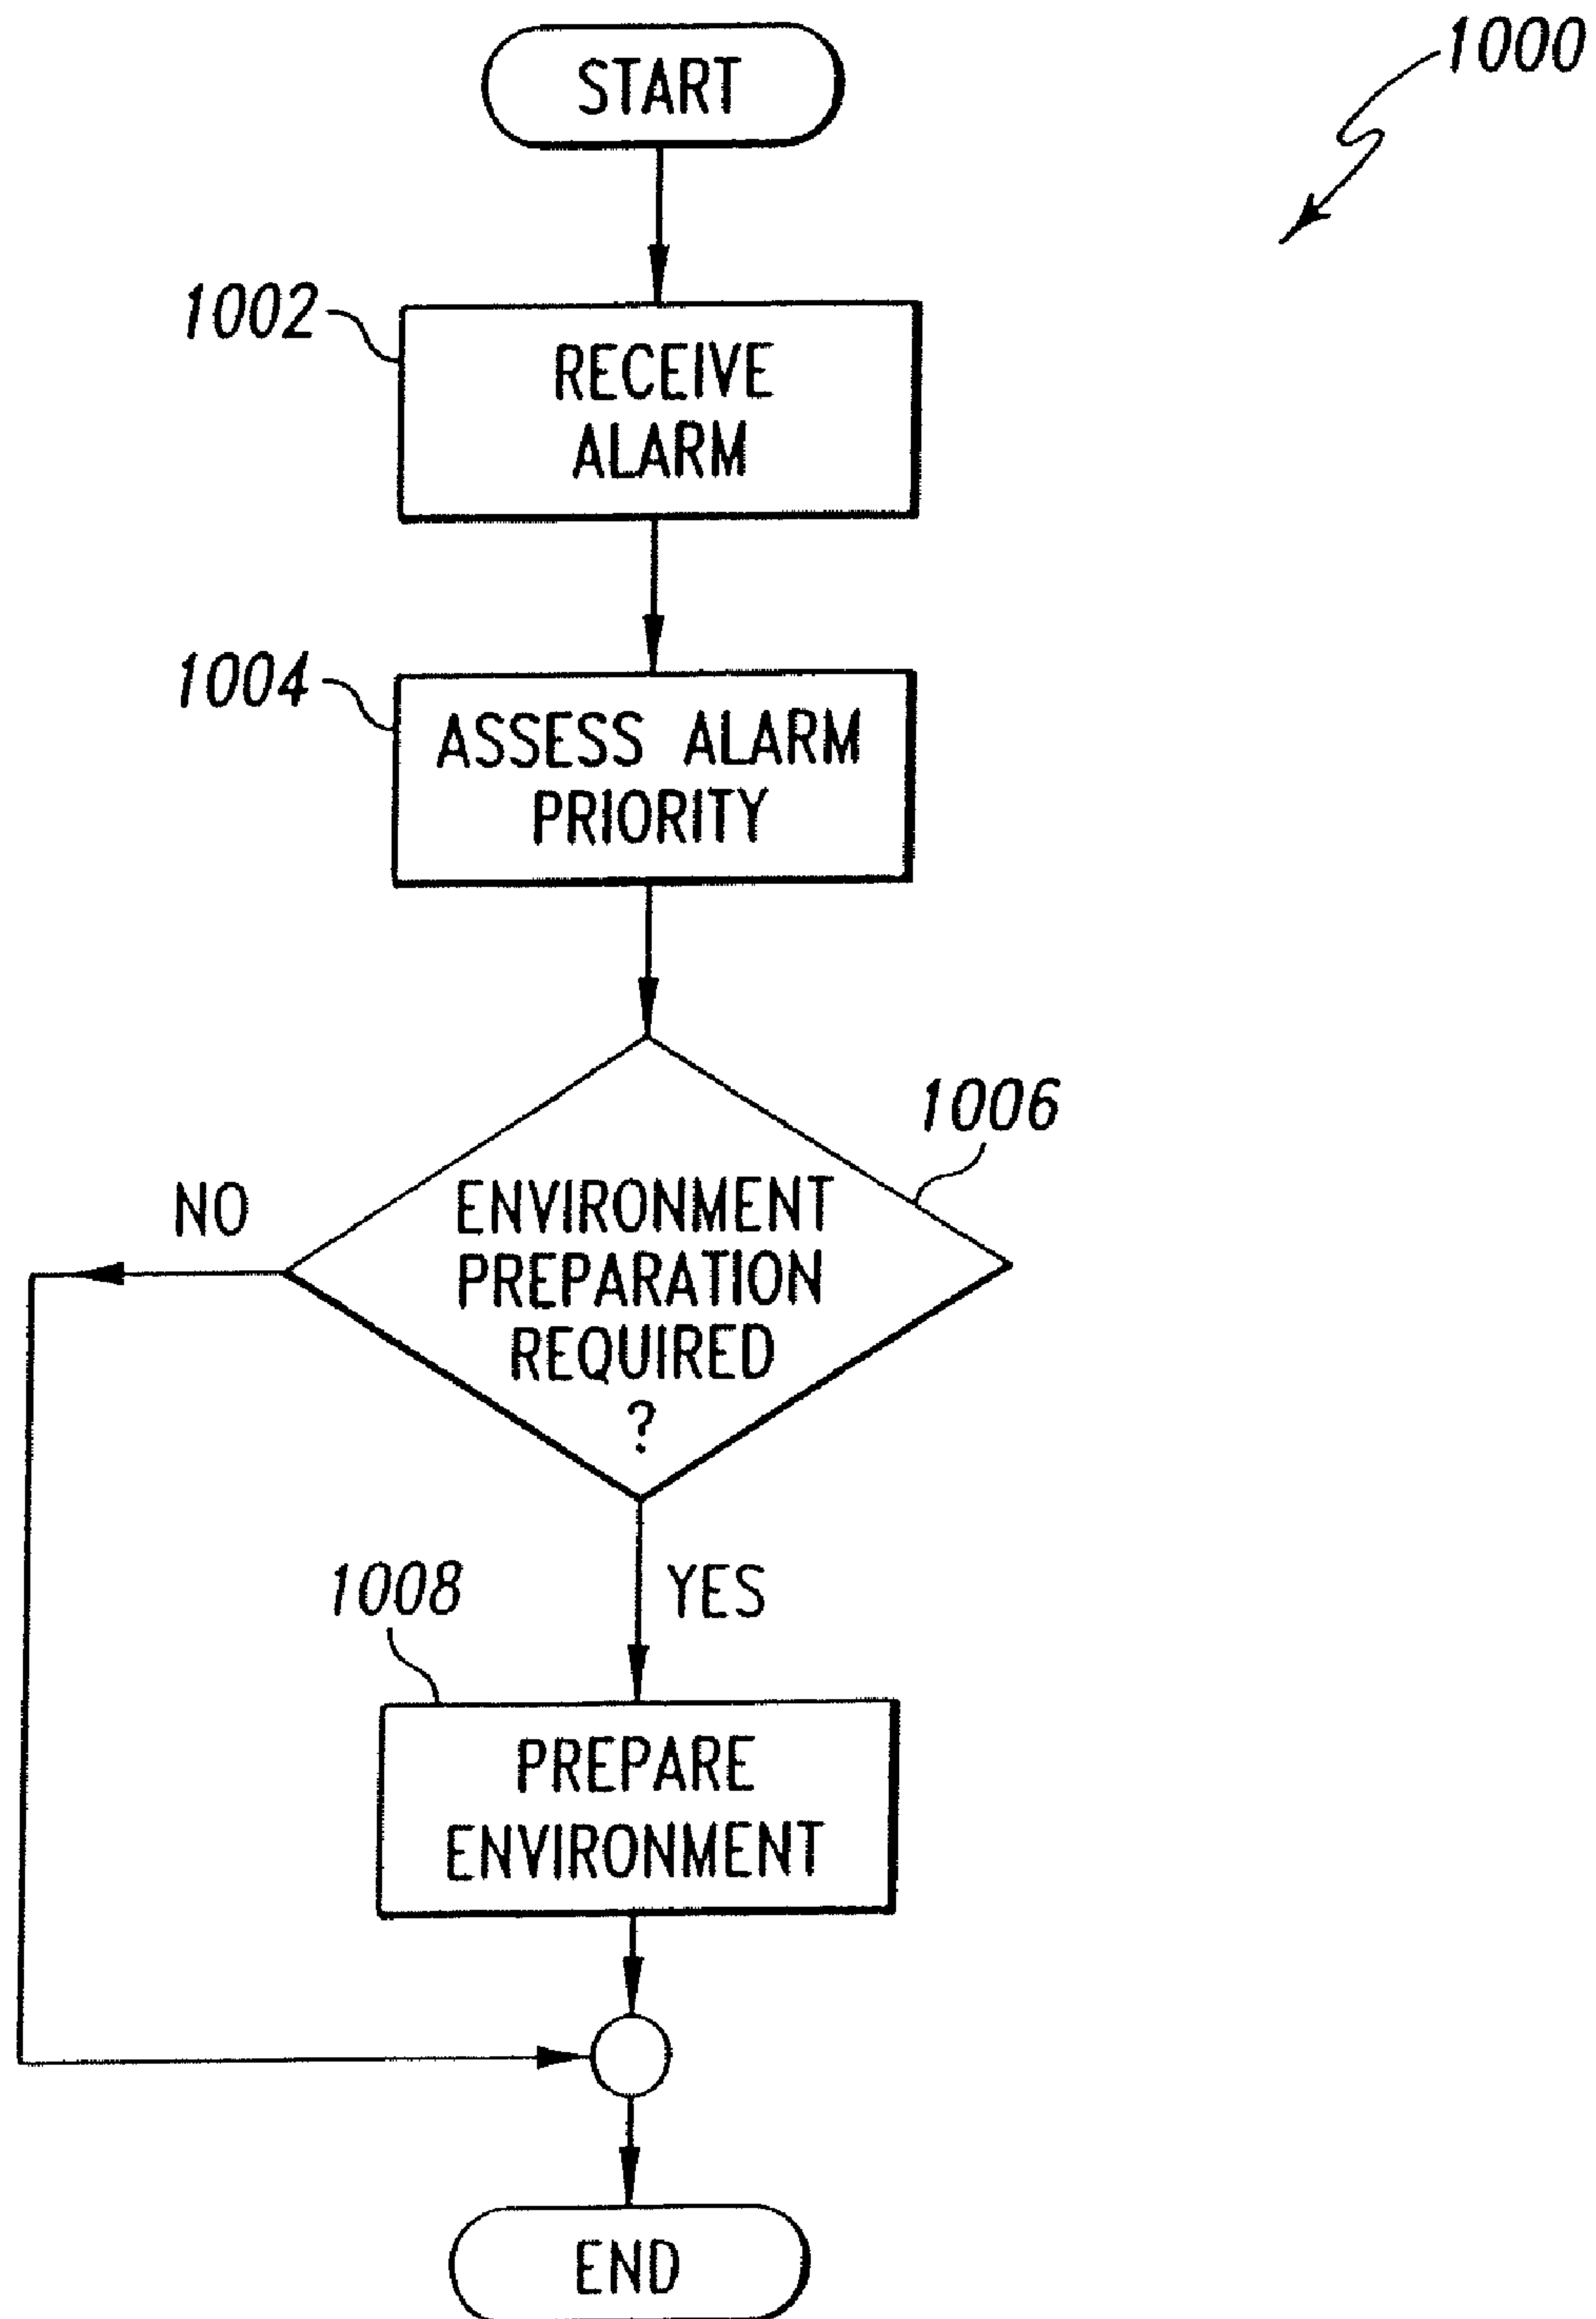 START
1000
1002
RECEIVE
ALARM
1004
ASSESS ALARM
PRIORITY
1006
NO
ENVIRONMENT
PREPARATION
REQUIRED
?
1008
YES
PREPARE
ENVIRONMENT
END